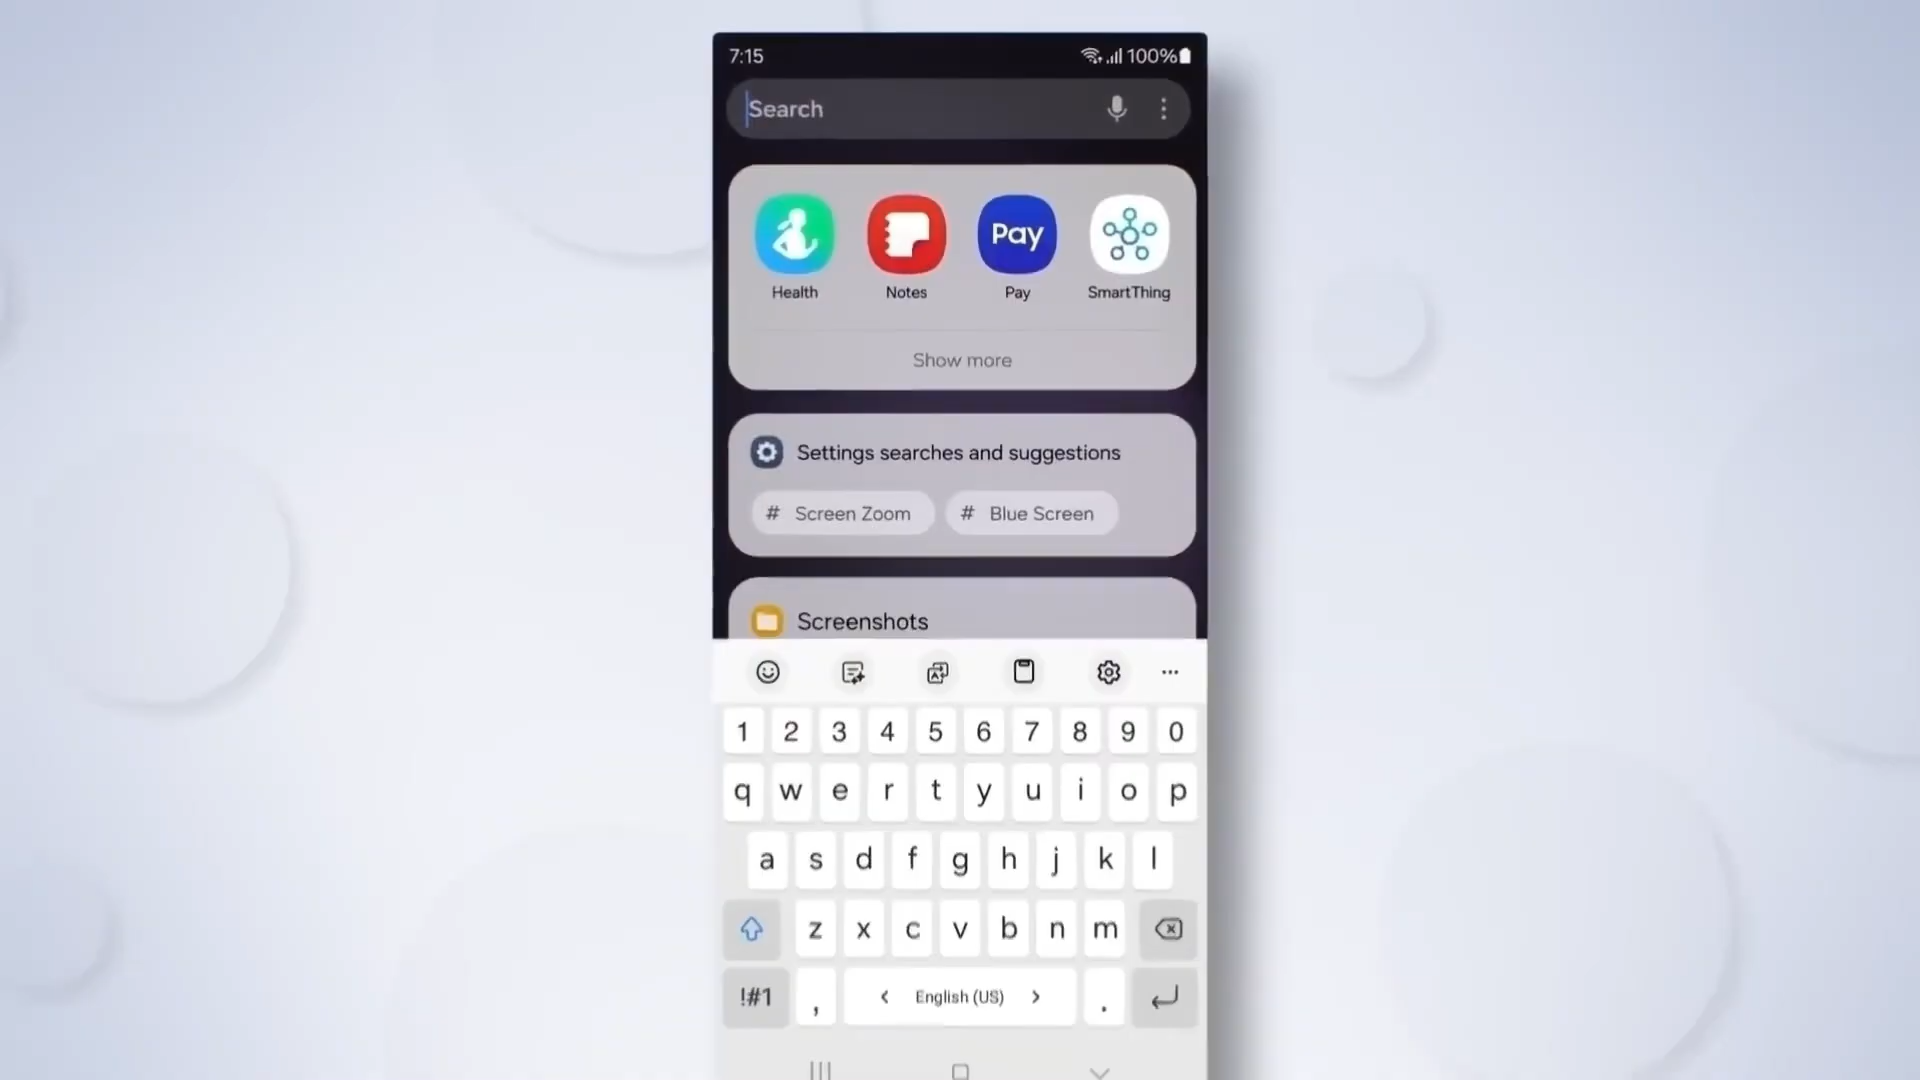 7:15 100%
Search
Pay
Health Notes Pay SmartThing
Show more
Settings searches and suggestions
# Screen Zoom # Blue Screen
Screenshots
1 2 3 4 5 6 7 8 9 0
q w e r t y u i o p
a s d f g h j k l
z x c v b n m
!#1 , < English (US) > .